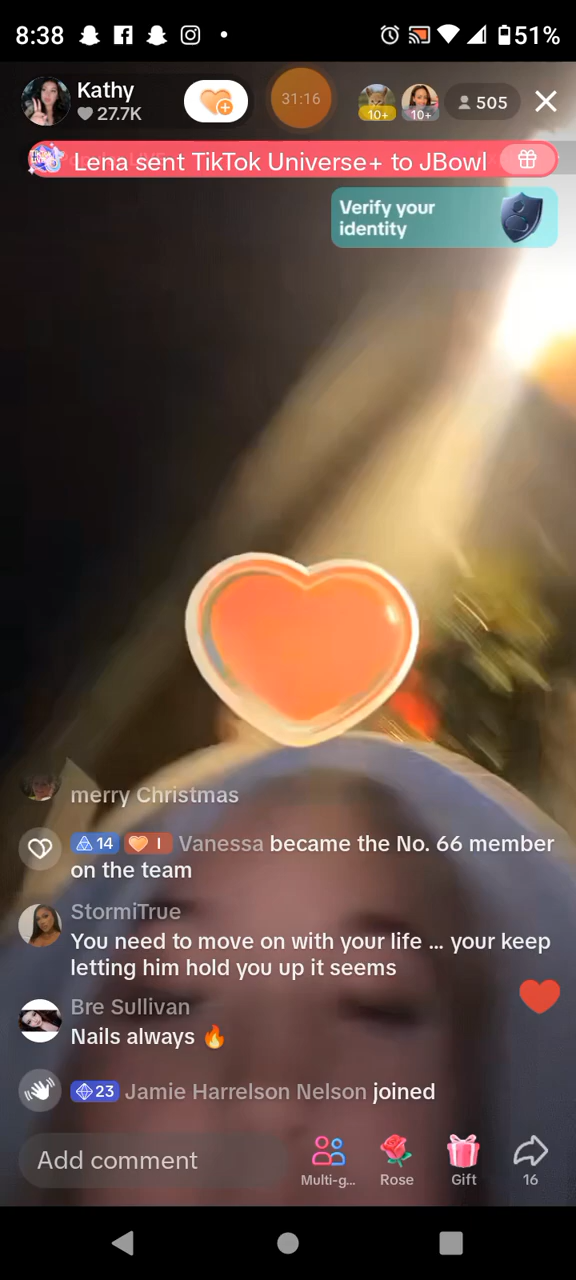 8:38
51%
Kathy
27.7K
31:16
10+
10+
505
Lena sent TikTok Universe+ to JBowl
Verify your
identity
merry Christmas
14 I Vanessa became the No. 66 member
on the team
StormiTrue
You need to move on with your life ... your keep
letting him hold you up it seems
Bre Sullivan
Nails always 🔥
23 Jamie Harrelson Nelson joined
Add comment
Multi-g...
Rose
Gift
16